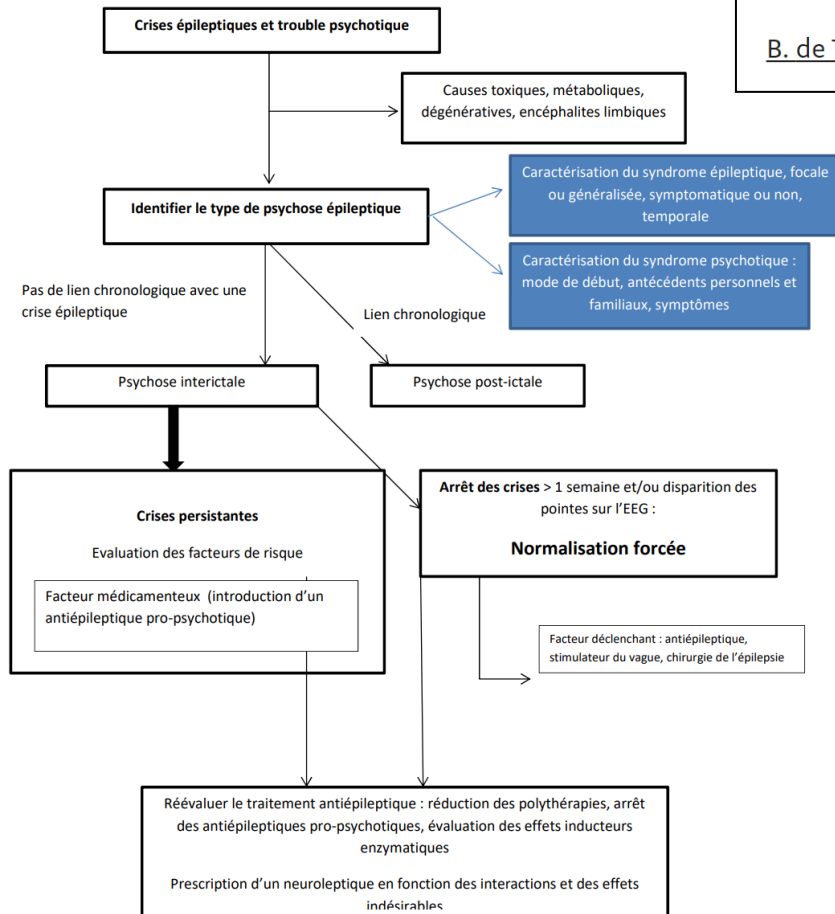 Crises épileptiques et trouble psychotique
B. de
Causes toxiques, métaboliques,
dégénératives, encéphalites limbiques
Identifier le type de psychose épileptique
Caractérisation du syndrome épileptique, focale
ou généralisée, symptomatique ou non,
temporale
Caractérisation du syndrome psychotique :
mode de début, antécédents personnels et
familiaux, symptômes
Pas de lien chronologique avec une
crise épileptique
Lien chronologique
Psychose interictale
Psychose post-ictale
Crises persistantes
Evaluation des facteurs de risque
Facteur médicamenteux (introduction d’un
antiépileptique pro-psychotique)
Arrêt des crises > 1 semaine et/ou disparition des
pointes sur l’EEG :
Normalisation forcée
Facteur déclenchant : antiépileptique,
stimulateur du vague, chirurgie de l’épilepsie
Réévaluer le traitement antiépileptique : réduction des polythérapies, arrêt
des antiépileptiques pro-psychotiques, évaluation des effets inducteurs
enzymatiques
Prescription d’un neuroleptique en fonction des interactions et des effets
indésirables